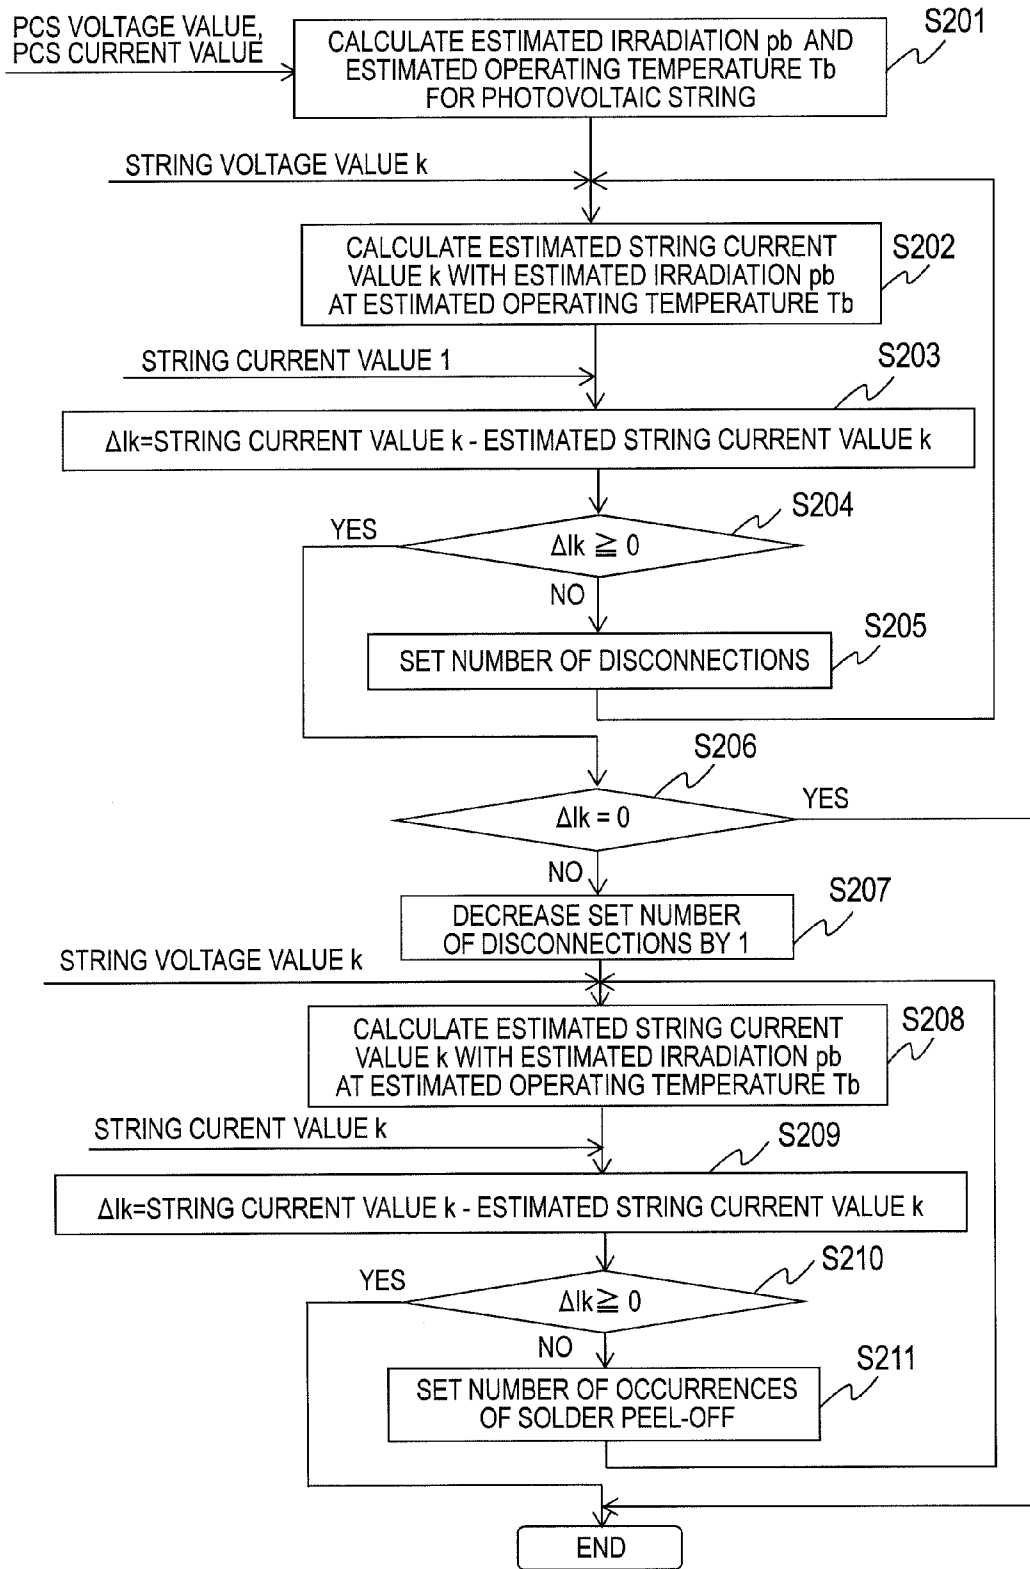 PCS VOLTAGE VALUE,
PCS CURRENT VALUE
S201
CALCULATE ESTIMATED IRRADIATION pb AND
ESTIMATED OPERATING TEMPERATURE Tb
FOR PHOTOVOLTAIC STRING
STRING VOLTAGE VALUE k
S202
CALCULATE ESTIMATED STRING CURRENT
VALUE k WITH ESTIMATED IRRADIATION pb
AT ESTIMATED OPERATING TEMPERATURE Tb
STRING CURRENT VALUE 1
S203
ΔIk=STRING CURRENT VALUE k - ESTIMATED STRING CURRENT VALUE k
S204
YES
ΔIk ≧ 0
NO
S205
SET NUMBER OF DISCONNECTIONS
S206
YES
ΔIk = 0
NO
S207
DECREASE SET NUMBER
OF DISCONNECTIONS BY 1
STRING VOLTAGE VALUE k
S208
CALCULATE ESTIMATED STRING CURRENT
VALUE k WITH ESTIMATED IRRADIATION pb
AT ESTIMATED OPERATING TEMPERATURE Tb
STRING CURENT VALUE k
S209
ΔIk=STRING CURRENT VALUE k - ESTIMATED STRING CURRENT VALUE k
S210
YES
ΔIk≧ 0
NO
S211
SET NUMBER OF OCCURRENCES
OF SOLDER PEEL-OFF
END